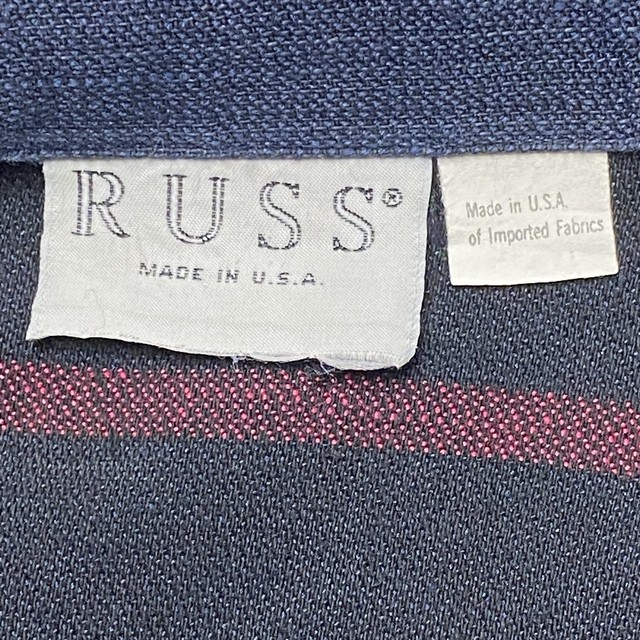 RUSS®
MADE IN U.S.A.
Made in U.S.A.
of Imported Fabrics